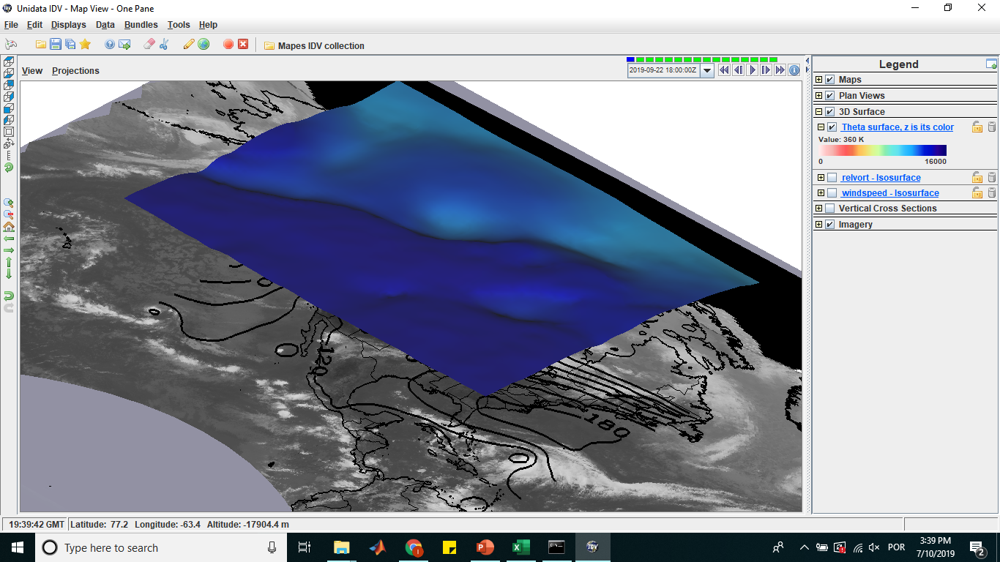 Unidata IDV - Map View - One Pane
File Edit Displays Data Bundles Tools Help
Mapes IDV collection
View Projections
2019-09-22 18:00:00Z
Legend
Maps
Plan Views
3D Surface
Theta surface, z is its color
Value: 360 K
0 16000
relvort - Isosurface
windspeed - Isosurface
Vertical Cross Sections
Imagery
120
180
19:39:42 GMT Latitude: 77.2 Longitude: -63.4 Altitude: -17904.4 m
Type here to search
IDV
POR
3:39 PM
7/10/2019
2